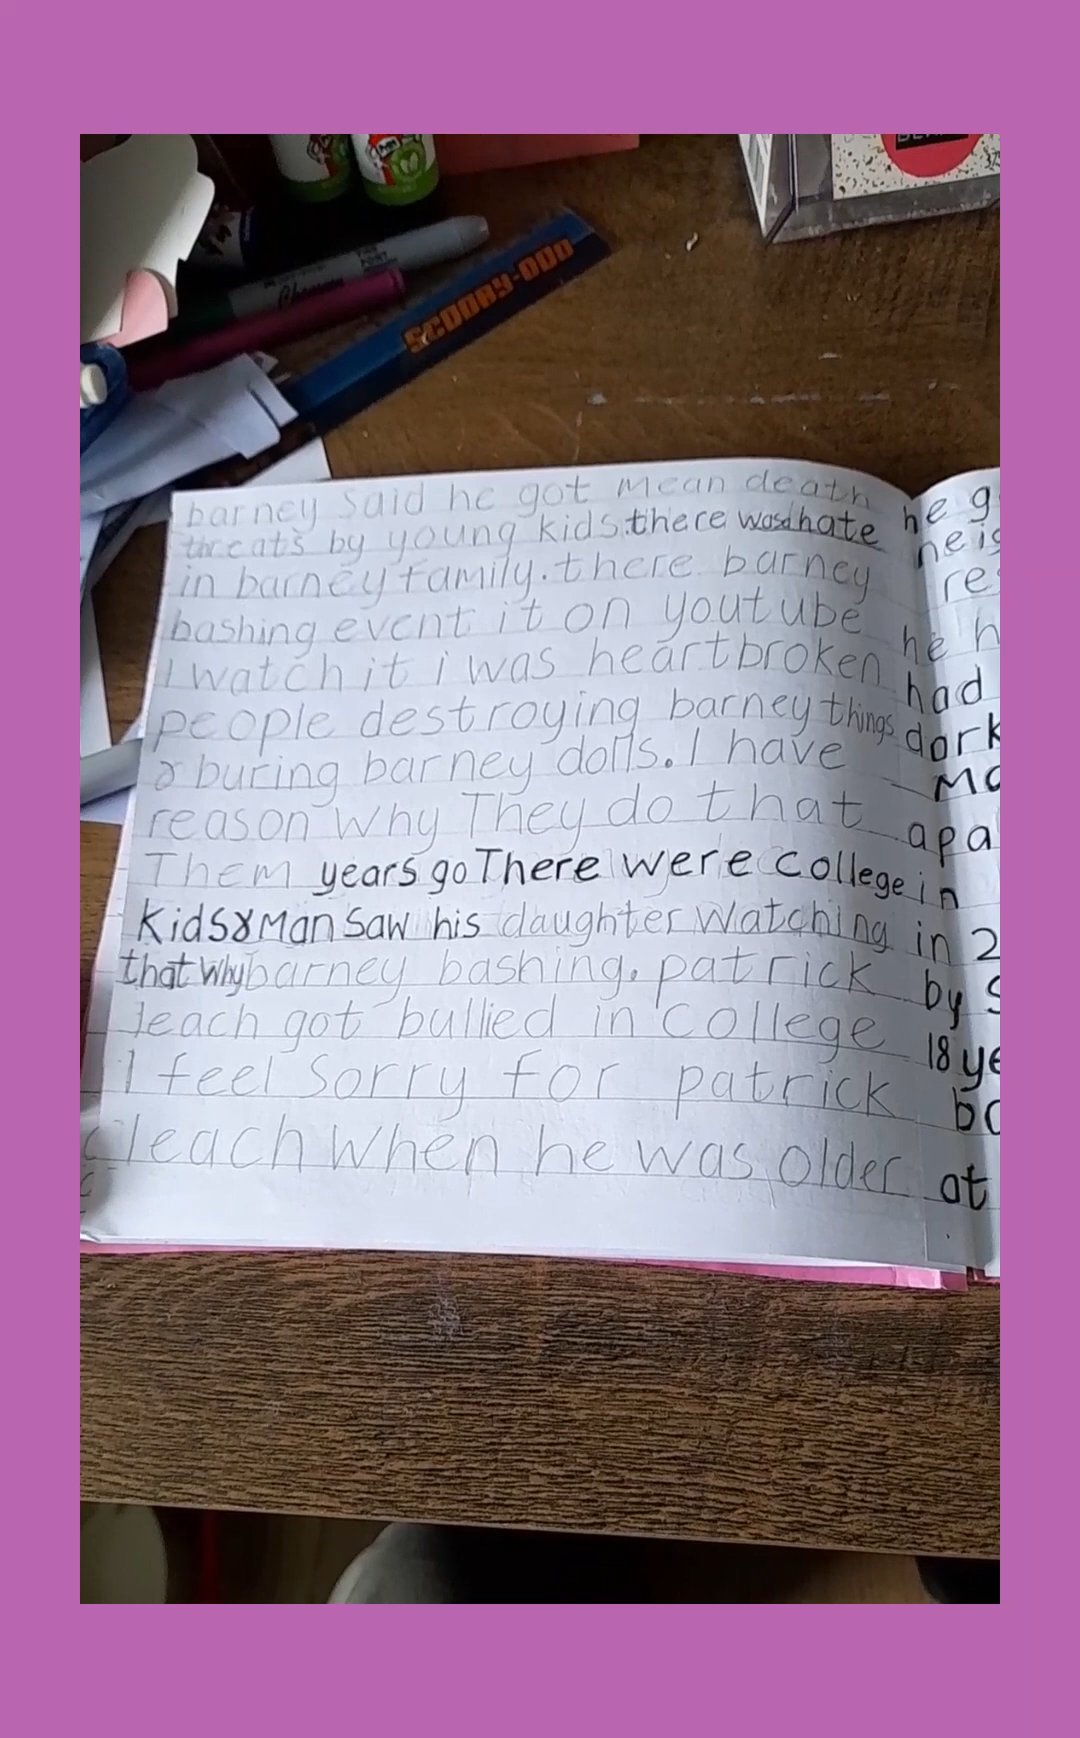 SCOOBY-DOO
barney said he got mean death
threats by young kids. there was hate
in barney family. there barney
bashing event it on youtube
I watch it i was heartbroken
people destroying barney things
& buring barney dolls. I have
reason why They do that
Them years go There were college
kids & Man saw his daughter watching
that why barney bashing. patrick
leach got bullied in college
I feel sorry for patrick
leach when he was older
he g
neis
re
he h
had
dark
Mo
apa
in
in 2
by S
18 ye
bo
at